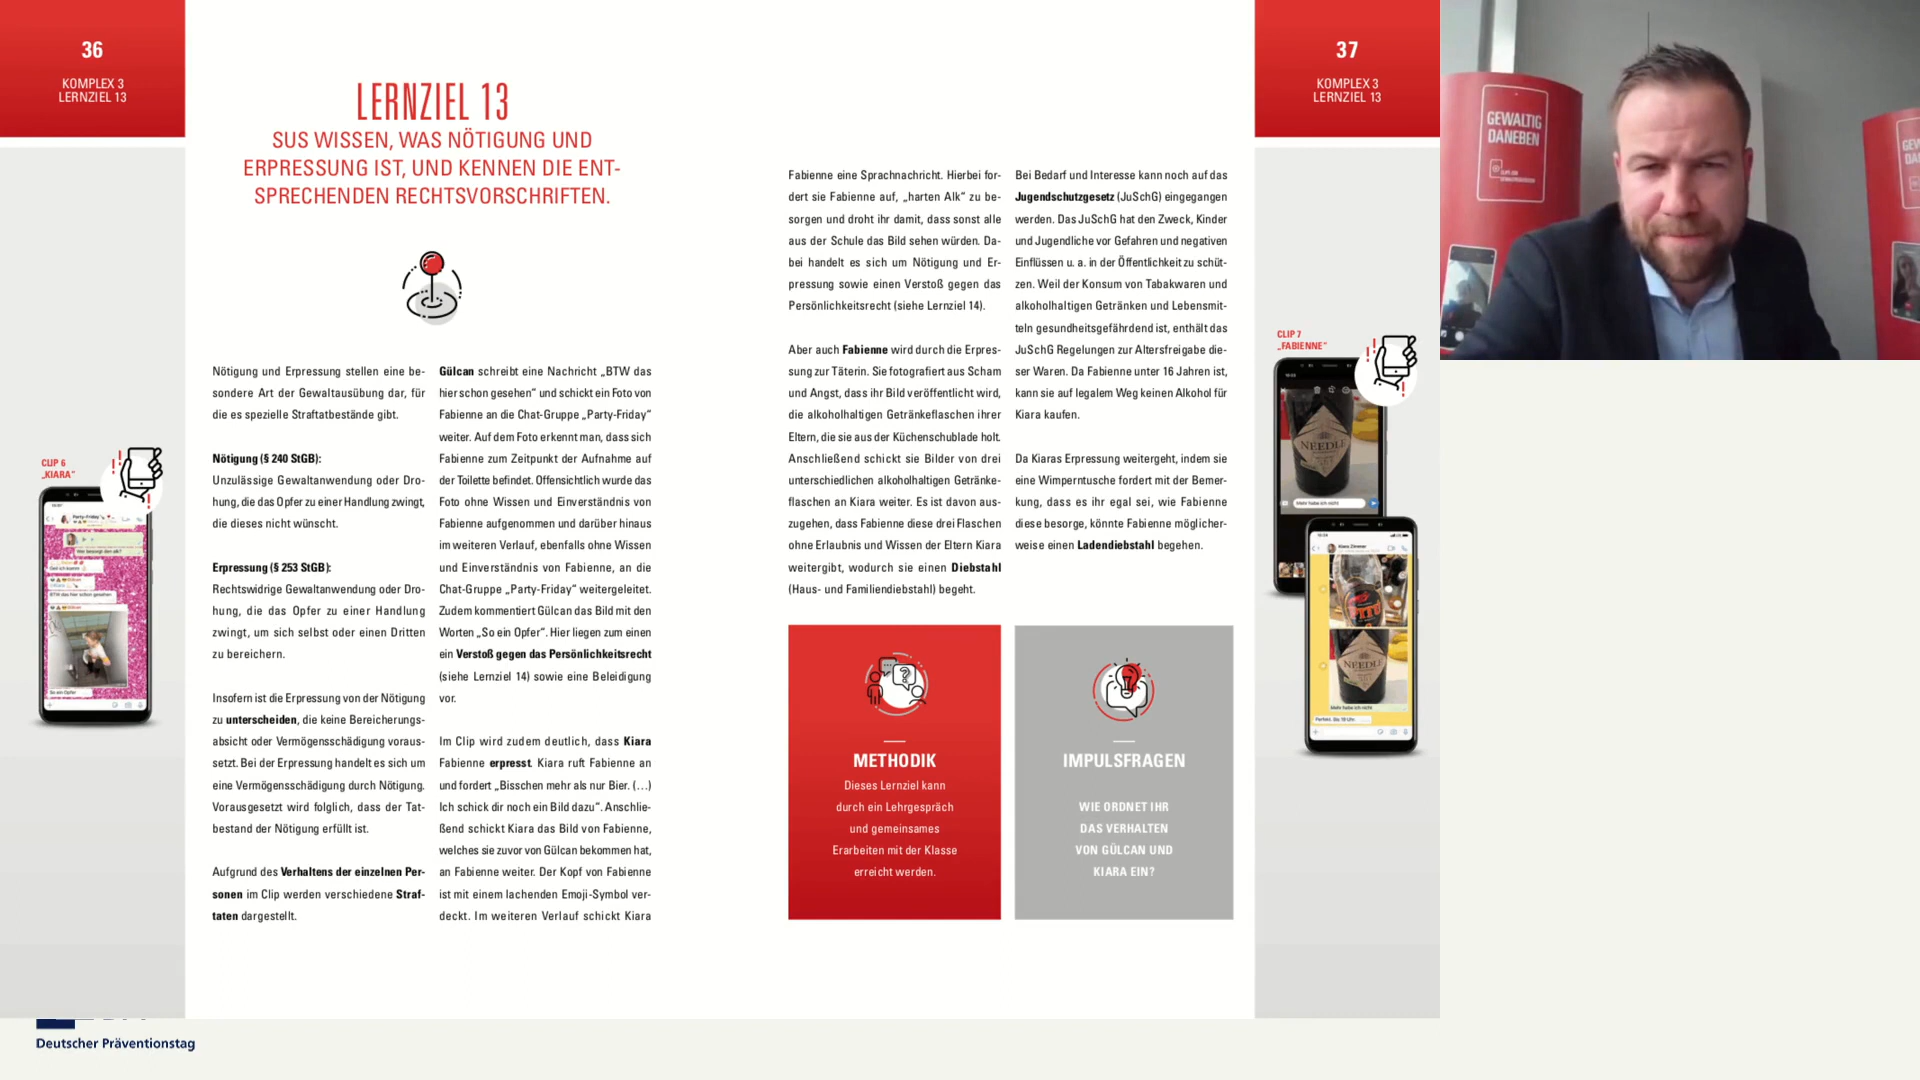 36
KOMPLEX 3
LERNZIEL 13
LERNZIEL 13
SUS WISSEN, WAS NÖTIGUNG UND
ERPRESSUNG IST, UND KENNEN DIE ENT-
SPRECHENDEN RECHTSVORSCHRIFTEN.
CLIP 6
„KIARA“
Nötigung und Erpressung stellen eine be-
sondere Art der Gewaltausübung dar, für
die es spezielle Straftatbestände gibt.
Nötigung (§ 240 StGB):
Unzulässige Gewaltanwendung oder Dro-
hung, die das Opfer zu einer Handlung zwingt,
die dieses nicht wünscht.
Erpressung (§ 253 StGB):
Rechtswidrige Gewaltanwendung oder Dro-
hung, die das Opfer zu einer Handlung
zwingt, um sich selbst oder einen Dritten
zu bereichern.
Insofern ist die Erpressung von der Nötigung
zu unterscheiden, die keine Bereicherungs-
absicht oder Vermögensschädigung voraus-
setzt. Bei der Erpressung handelt es sich um
eine Vermögensschädigung durch Nötigung.
Vorausgesetzt wird folglich, dass der Tat-
bestand der Nötigung erfüllt ist.
Aufgrund des Verhaltens der einzelnen Per-
sonen im Clip werden verschiedene Straf-
taten dargestellt.
Gülcan schreibt eine Nachricht „BTW das
hier schon gesehen“ und schickt ein Foto von
Fabienne an die Chat-Gruppe „Party-Friday“
weiter. Auf dem Foto erkennt man, dass sich
Fabienne zum Zeitpunkt der Aufnahme auf
der Toilette befindet. Offensichtlich wurde das
Foto ohne Wissen und Einverständnis von
Fabienne aufgenommen und darüber hinaus
im weiteren Verlauf, ebenfalls ohne Wissen
und Einverständnis von Fabienne, an die
Chat-Gruppe „Party-Friday“ weitergeleitet.
Zudem kommentiert Gülcan das Bild mit den
Worten „So ein Opfer“. Hier liegen zum einen
ein Verstoß gegen das Persönlichkeitsrecht
(siehe Lernziel 14) sowie eine Beleidigung
vor.
Im Clip wird zudem deutlich, dass Kiara
Fabienne erpresst. Kiara ruft Fabienne an
und fordert „Bisschen mehr als nur Bier. (…)
Ich schick dir noch ein Bild dazu“. Anschlie-
ßend schickt Kiara das Bild von Fabienne,
welches sie zuvor von Gülcan bekommen hat,
an Fabienne weiter. Der Kopf von Fabienne
ist mit einem lachenden Emoji-Symbol ver-
deckt. Im weiteren Verlauf schickt Kiara
Fabienne eine Sprachnachricht. Hierbei for-
dert sie Fabienne auf, „harten Alk“ zu be-
sorgen und droht ihr damit, dass sonst alle
aus der Schule das Bild sehen würden. Da-
bei handelt es sich um Nötigung und Er-
pressung sowie einen Verstoß gegen das
Persönlichkeitsrecht (siehe Lernziel 14).
Aber auch Fabienne wird durch die Erpres-
sung zur Täterin. Sie fotografiert aus Scham
und Angst, dass ihr Bild veröffentlicht wird,
die alkoholhaltigen Getränkeflaschen ihrer
Eltern, die sie aus der Küchenschublade holt.
Anschließend schickt sie Bilder von drei
unterschiedlichen alkoholhaltigen Getränke-
flaschen an Kiara weiter. Es ist davon aus-
zugehen, dass Fabienne diese drei Flaschen
ohne Erlaubnis und Wissen der Eltern Kiara
weitergibt, wodurch sie einen Diebstahl
(Haus- und Familiendiebstahl) begeht.
Bei Bedarf und Interesse kann noch auf das
Jugendschutzgesetz (JuSchG) eingegangen
werden. Das JuSchG hat den Zweck, Kinder
und Jugendliche vor Gefahren und negativen
Einflüssen u. a. in der Öffentlichkeit zu schüt-
zen. Weil der Konsum von Tabakwaren und
alkoholhaltigen Getränken und Lebensmit-
teln gesundheitsgefährdend ist, enthält das
JuSchG Regelungen zur Altersfreigabe die-
ser Waren. Da Fabienne unter 16 Jahren ist,
kann sie auf legalem Weg keinen Alkohol für
Kiara kaufen.
Da Kiaras Erpressung weitergeht, indem sie
eine Wimperntusche fordert mit der Bemer-
kung, dass es ihr egal sei, wie Fabienne
diese besorge, könnte Fabienne möglicher-
weise einen Ladendiebstahl begehen.
METHODIK
Dieses Lernziel kann
durch ein Lehrgespräch
und gemeinsames
Erarbeiten mit der Klasse
erreicht werden.
IMPULSFRAGEN
WIE ORDNET IHR
DAS VERHALTEN
VON GÜLCAN UND
KIARA EIN?
37
KOMPLEX 3
LERNZIEL 13
CLIP 7
„FABIENNE“
NEEDLE
Mehr habe ich nicht
NEEDLE
Mehr habe ich nicht
GEWALTIG
DANEBEN
Deutscher Präventionstag